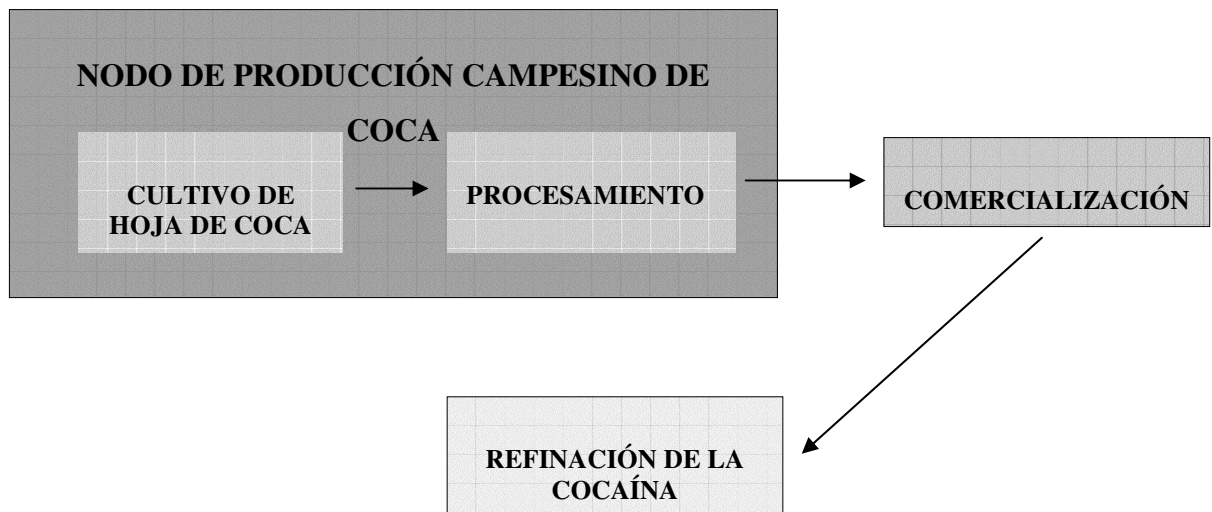 NODO DE PRODUCCIÓN CAMPESINO DE
COCA
CULTIVO DE
HOJA DE COCA
PROCESAMIENTO
COMERCIALIZACIÓN
REFINACIÓN DE LA
COCAÍNA